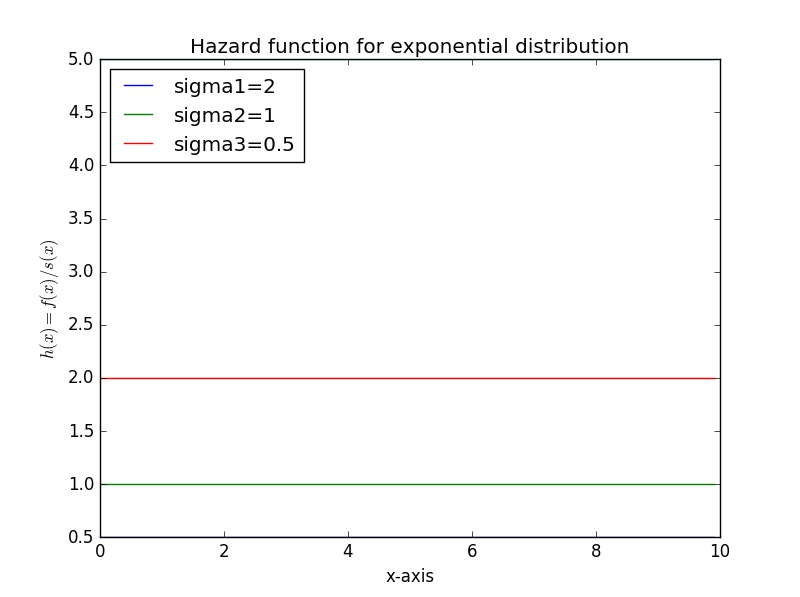 Hazard function for exponential distribution
5.0
4.5
4.0
3.5
3.0
2.5
2.0
1.5
1.0
0.5
sigma1=2
sigma2=1
sigma3=0.5
h(x) = f(x)/s(x)
0 2 4 6 8 10
x-axis